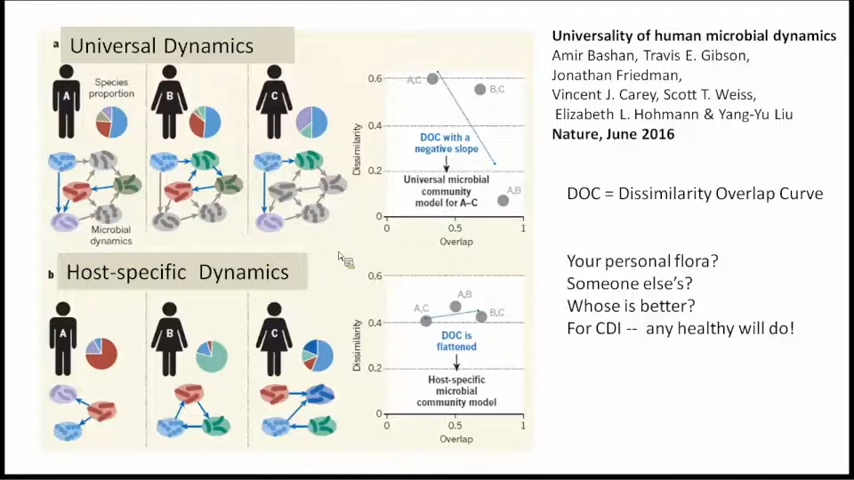 a Universal Dynamics
A
Species
proportion
B
C
Microbial
dynamics
Dissimilarity
0.6
0.4
0.2
0
0
0.5
1
Overlap
A,C
B,C
A,B
DOC with a
negative slope
Universal microbial
community
model for A–C
b Host-specific Dynamics
A
B
C
Dissimilarity
0.6
0.4
0.2
0
0
0.5
1
Overlap
A,C
A,B
B,C
DOC is
flattened
Host-specific
microbial
community model
Universality of human microbial dynamics
Amir Bashan, Travis E. Gibson,
Jonathan Friedman,
Vincent J. Carey, Scott T. Weiss,
Elizabeth L. Hohmann & Yang-Yu Liu
Nature, June 2016
DOC = Dissimilarity Overlap Curve
Your personal flora?
Someone else's?
Whose is better?
For CDI -- any healthy will do!